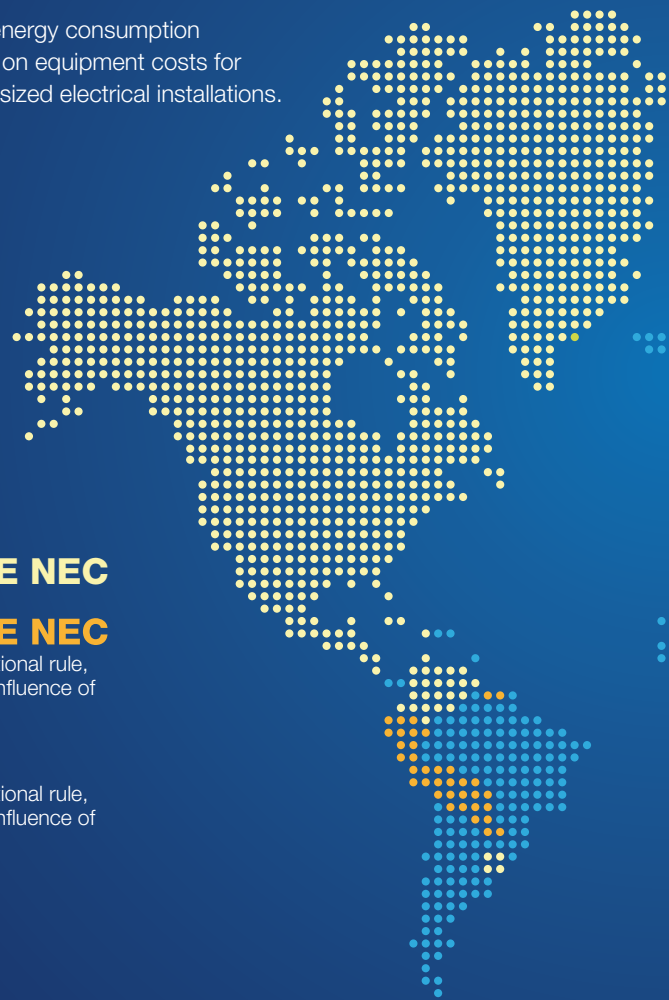 energy consumption
on equipment costs for
sized electrical installations.
E NEC
E NEC
ional rule,
nfluence of
ional rule,
nfluence of